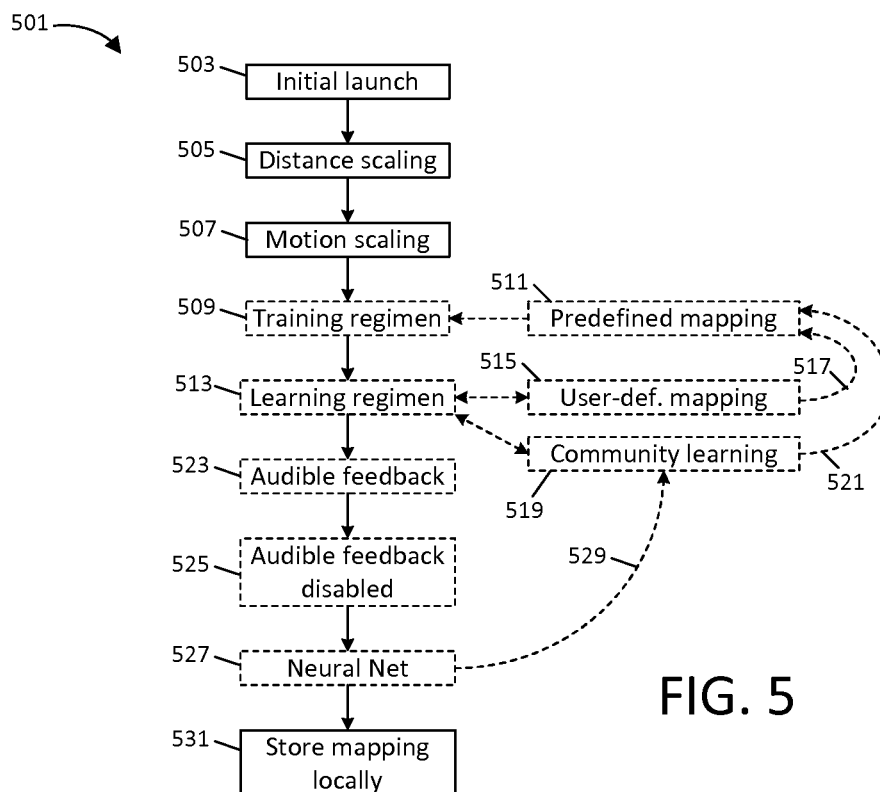 501
503
Initial launch
505
Distance scaling
507
Motion scaling
509
Training regimen
511
Predefined mapping
513
Learning regimen
515
User-def. mapping
517
Community learning
519
521
523
Audible feedback
525
Audible feedback
disabled
529
527
Neural Net
FIG. 5
531
Store mapping
locally